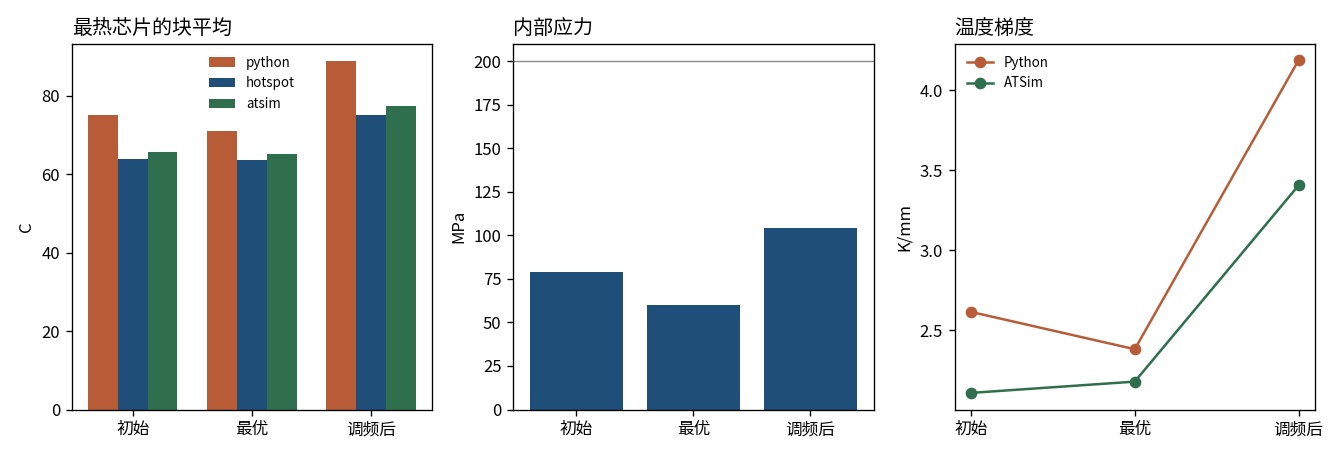 最热芯片的块平均
python
hotspot
atsim
C
80
60
40
20
0
初始
最优
调频后
内部应力
MPa
200
175
150
125
100
75
50
25
0
初始
最优
调频后
温度梯度
Python
ATSim
K/mm
4.0
3.5
3.0
2.5
初始
最优
调频后